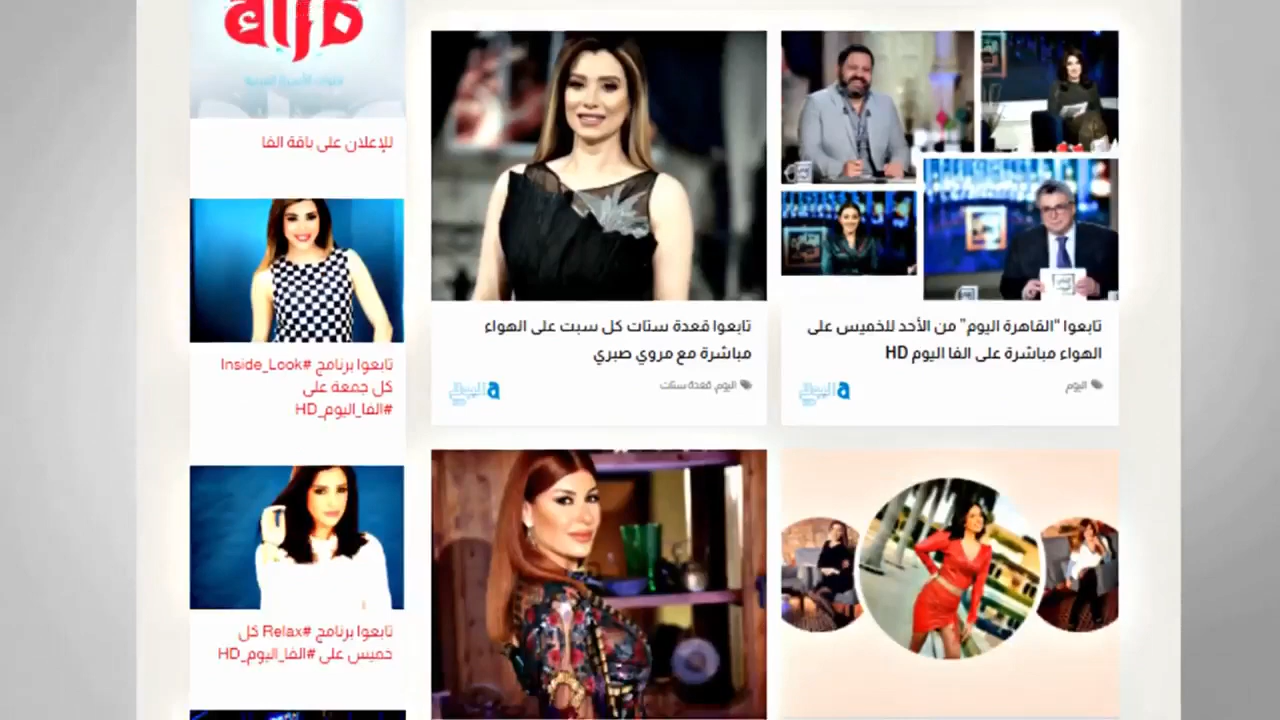 تابعوا "القاهرة اليوم" من الأحد للخميس على
الهواء مباشرة على الفا اليوم HD
اليوم
تابعوا قعدة ستات كل سبت على الهواء
مباشرة مع مروي صبري
اليوم, قعدة ستات
للإعلان على باقة الفا
تابعوا برنامج #Inside_Look
كل جمعة على
#الفا_اليوم_HD
تابعوا برنامج #Relax كل
خميس على #الفا_اليوم_HD